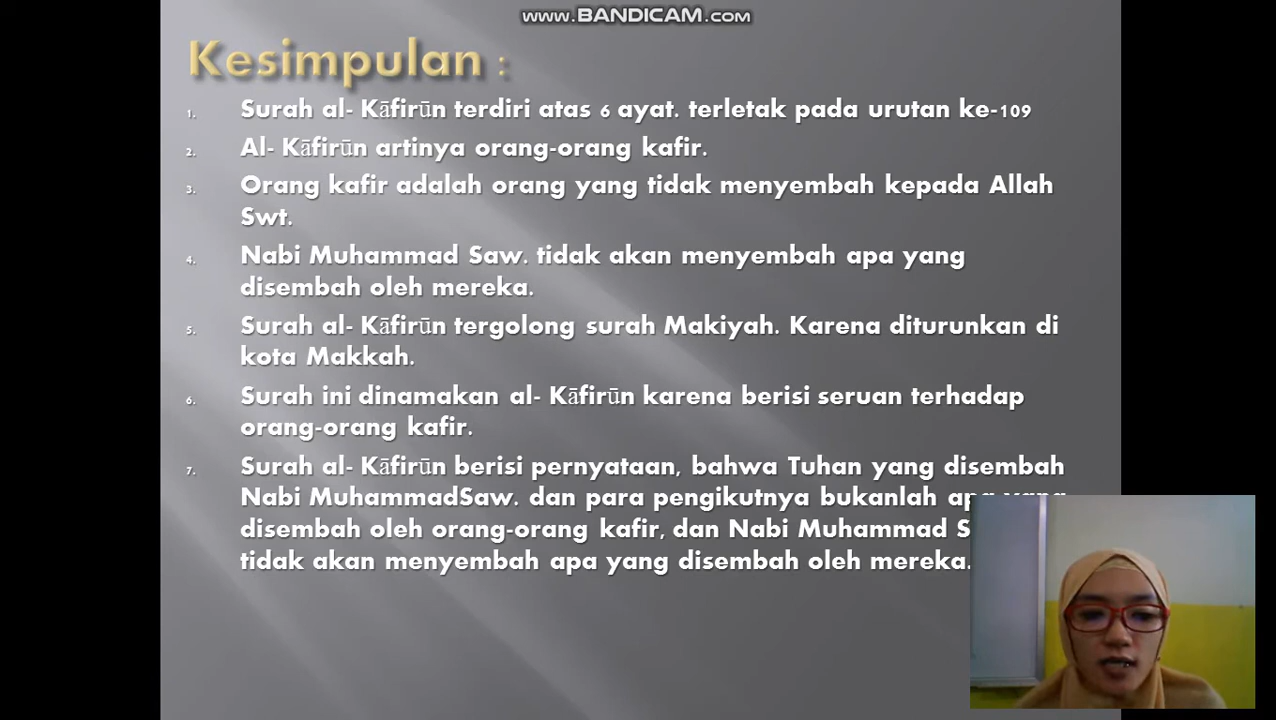 www.BANDICAM.com
Kesimpulan :
1. Surah al- Kāfirūn terdiri atas 6 ayat. terletak pada urutan ke-109
2. Al- Kāfirūn artinya orang-orang kafir.
3. Orang kafir adalah orang yang tidak menyembah kepada Allah
Swt.
4. Nabi Muhammad Saw. tidak akan menyembah apa yang
disembah oleh mereka.
5. Surah al- Kāfirūn tergolong surah Makiyah. Karena diturunkan di
kota Makkah.
6. Surah ini dinamakan al- Kāfirūn karena berisi seruan terhadap
orang-orang kafir.
7. Surah al- Kāfirūn berisi pernyataan, bahwa Tuhan yang disembah
Nabi MuhammadSaw. dan para pengikutnya bukanlah apa yang
disembah oleh orang-orang kafir, dan Nabi Muhammad
tidak akan menyembah apa yang disembah oleh mereka.